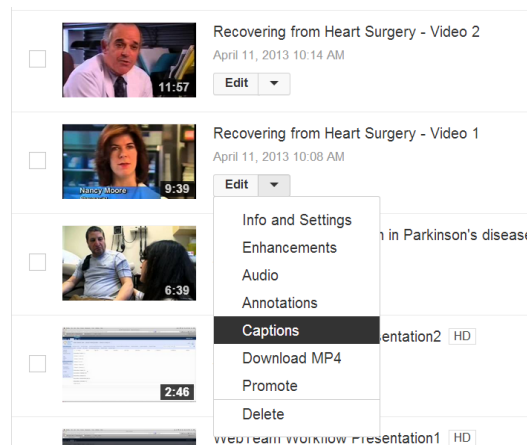 Recovering from Heart Surgery - Video 2
April 11, 2013 10:14 AM
Edit
11:57
Recovering from Heart Surgery - Video 1
April 11, 2013 10:08 AM
Edit
Nancy Moore
9:39
Info and Settings
Enhancements
n in Parkinson's disease
Audio
6:39
Annotations
Captions
sentation2 HD
Download MP4
Promote
2:46
Delete
WebTeam Workflow Presentation1 HD